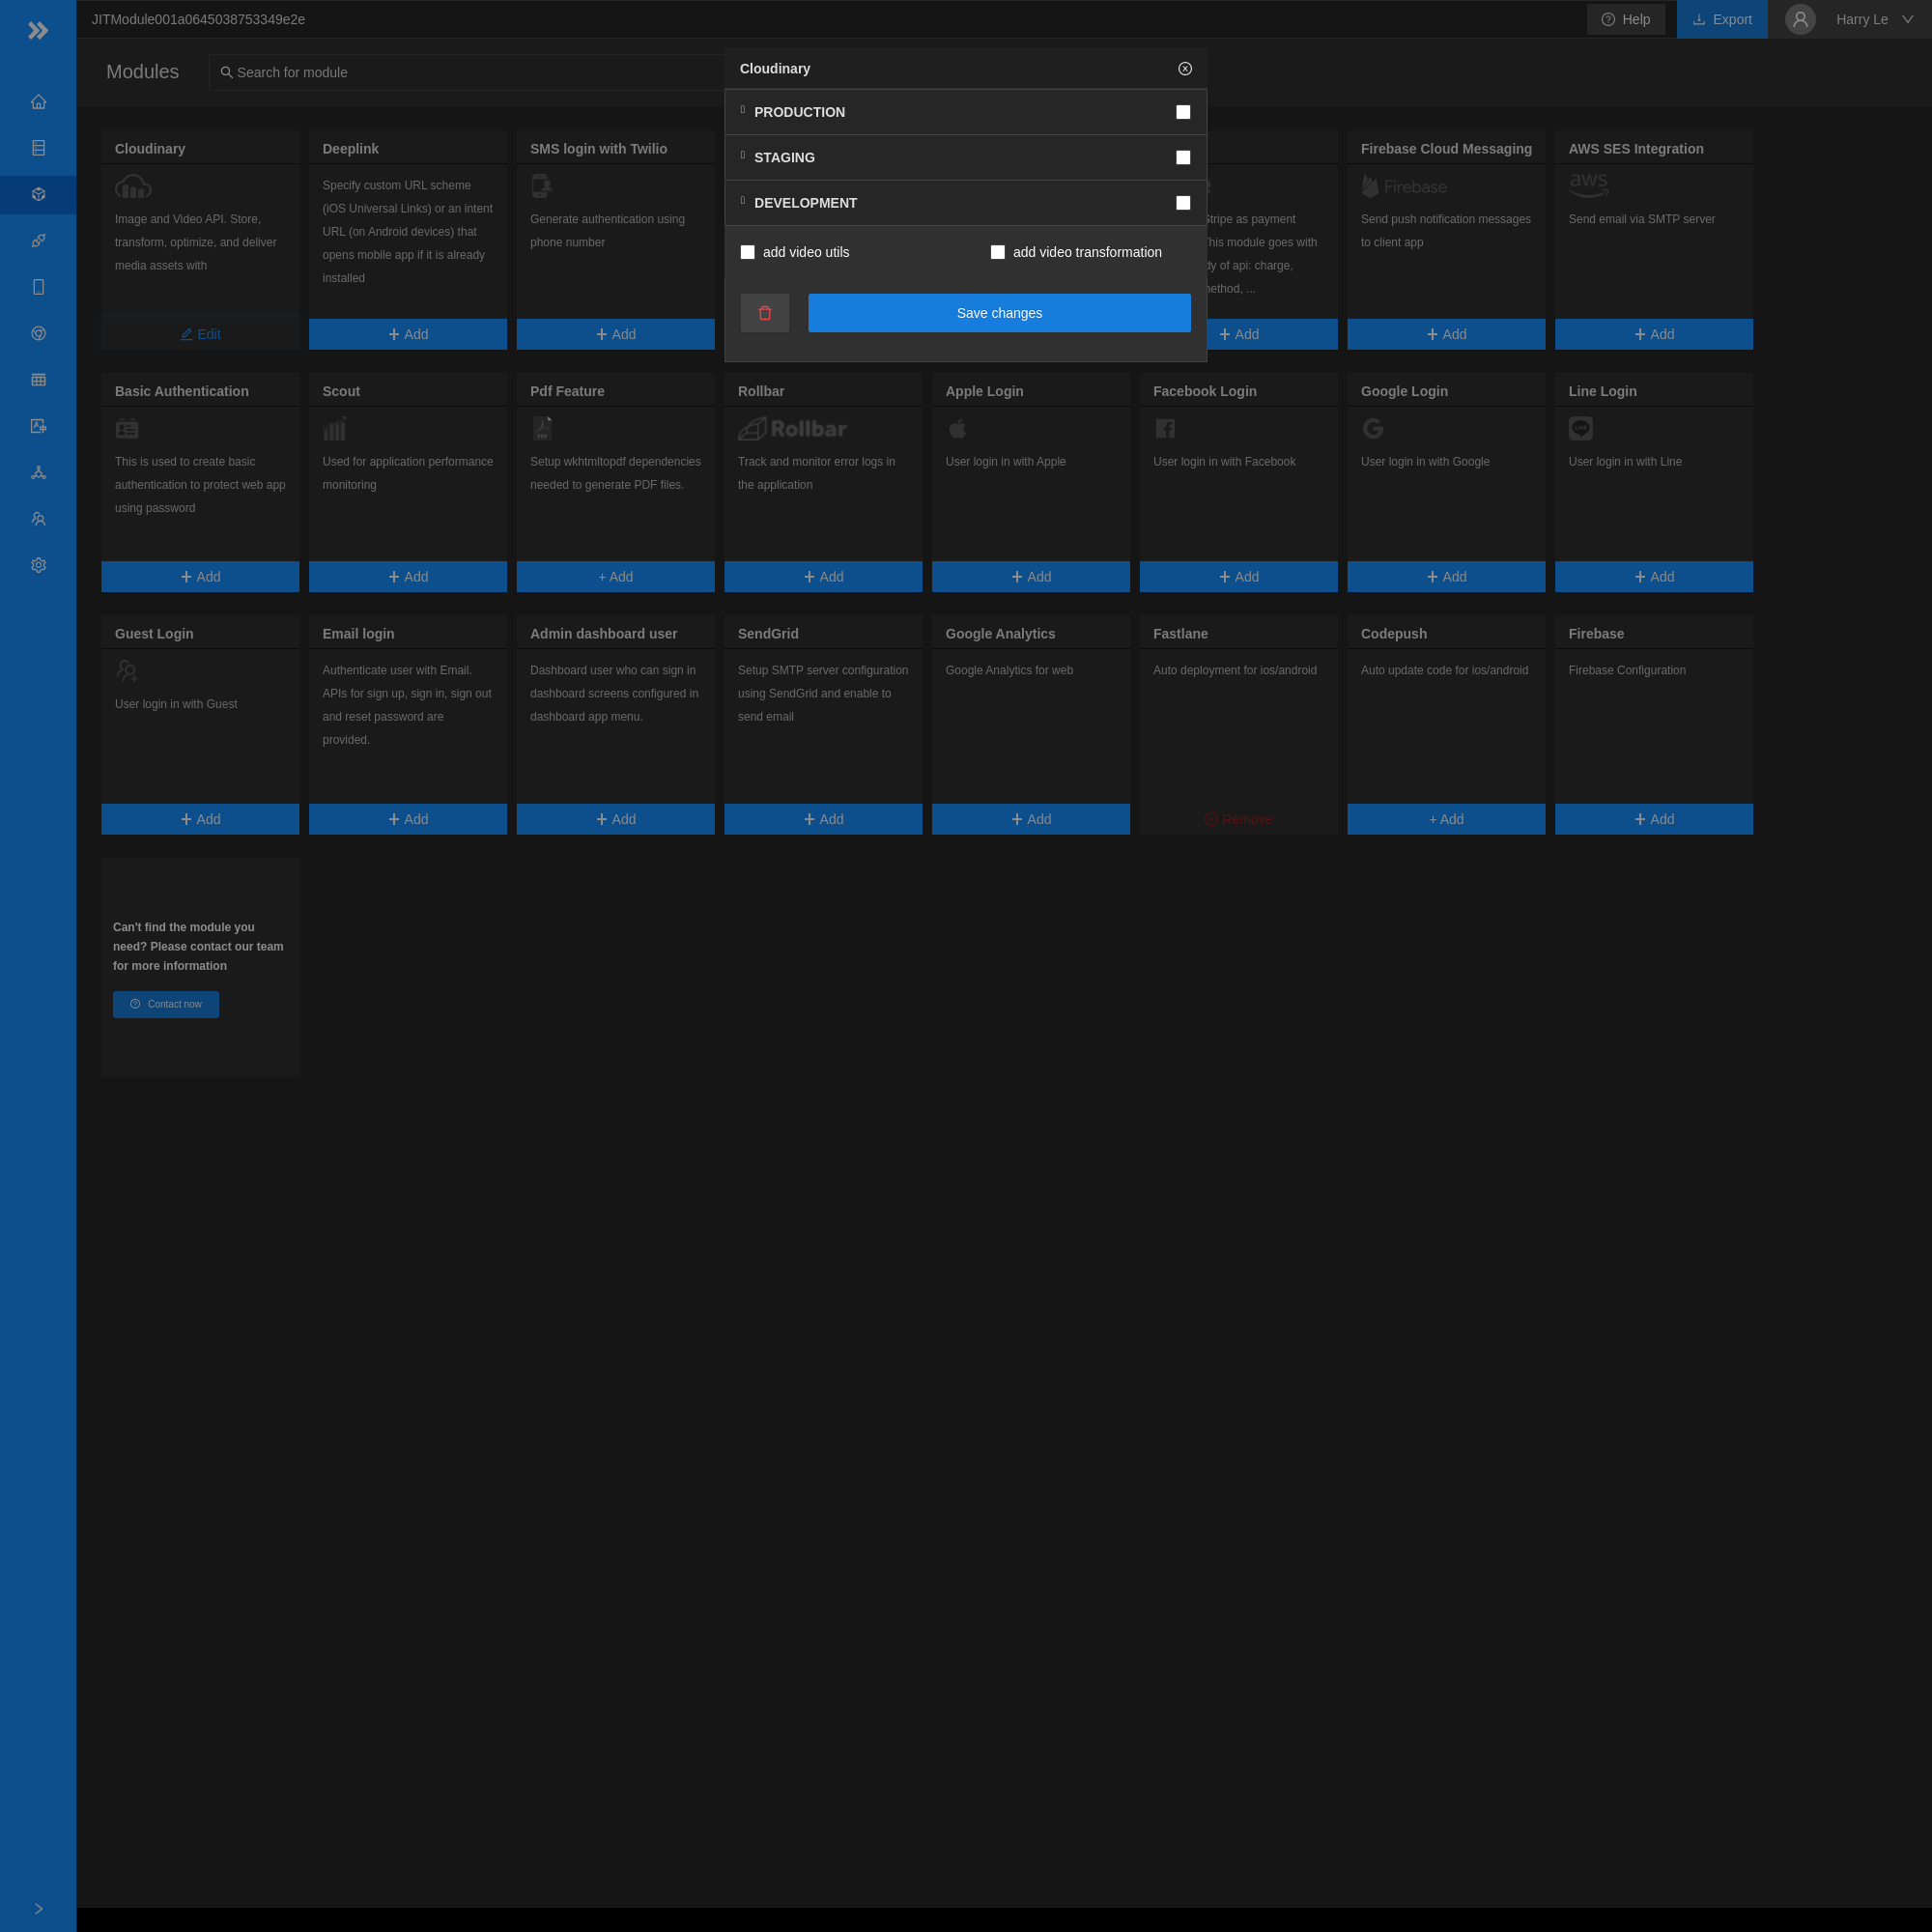 JITModule001a0645038753349e2e
Help
Export
Harry Le
Modules
Search for module
Cloudinary
PRODUCTION
STAGING
DEVELOPMENT
add video utils
add video transformation
Save changes
Cloudinary
Image and Video API. Store,
transform, optimize, and deliver
media assets with
Edit
Deeplink
Specify custom URL scheme
(iOS Universal Links) or an intent
URL (on Android devices) that
opens mobile app if it is already
installed
Add
SMS login with Twilio
Generate authentication using
phone number
Add
Stripe as payment
This module goes with
of api: charge,
Add
Firebase Cloud Messaging
Firebase
Send push notification messages
to client app
Add
AWS SES Integration
aws
Send email via SMTP server
Add
Basic Authentication
This is used to create basic
authentication to protect web app
using password
Add
Scout
Used for application performance
monitoring
Add
Pdf Feature
PDF
Setup wkhtmltopdf dependencies
needed to generate PDF files.
+ Add
Rollbar
Rollbar
Track and monitor error logs in
the application
Add
Apple Login
User login in with Apple
Add
Facebook Login
User login in with Facebook
Add
Google Login
User login in with Google
Add
Line Login
LINE
User login in with Line
Add
Guest Login
User login in with Guest
Add
Email login
Authenticate user with Email.
APIs for sign up, sign in, sign out
and reset password are
provided.
Add
Admin dashboard user
Dashboard user who can sign in
dashboard screens configured in
dashboard app menu.
Add
SendGrid
Setup SMTP server configuration
using SendGrid and enable to
send email
Add
Google Analytics
Google Analytics for web
Add
Fastlane
Auto deployment for ios/android
Remove
Codepush
Auto update code for ios/android
+ Add
Firebase
Firebase Configuration
Add
Can't find the module you
need? Please contact our team
for more information
Contact now